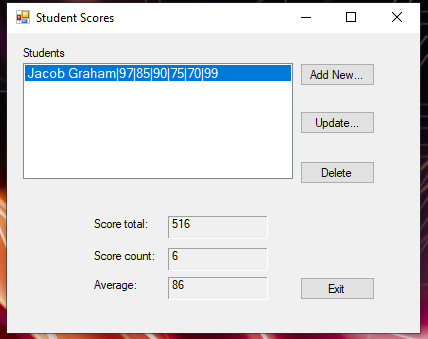 Student Scores
Students
Jacob Graham|97|85|90|75|70|99
Add New...
Update...
Delete
Score total: 516
Score count: 6
Average: 86
Exit